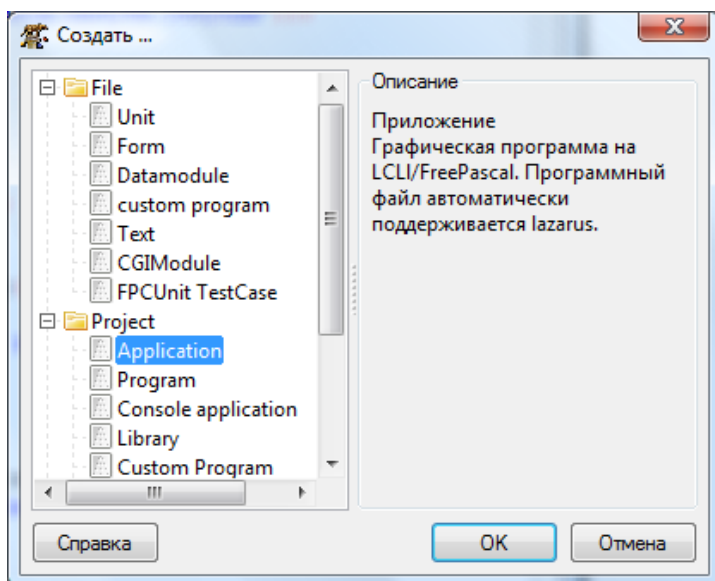 Создать ...
File
Unit
Form
Datamodule
custom program
Text
CGIModule
FPCUnit TestCase
Project
Application
Program
Console application
Library
Custom Program
Описание
Приложение
Графическая программа на
LCLI/FreePascal. Программный
файл автоматически
поддерживается lazarus.
Справка
OK
Отмена